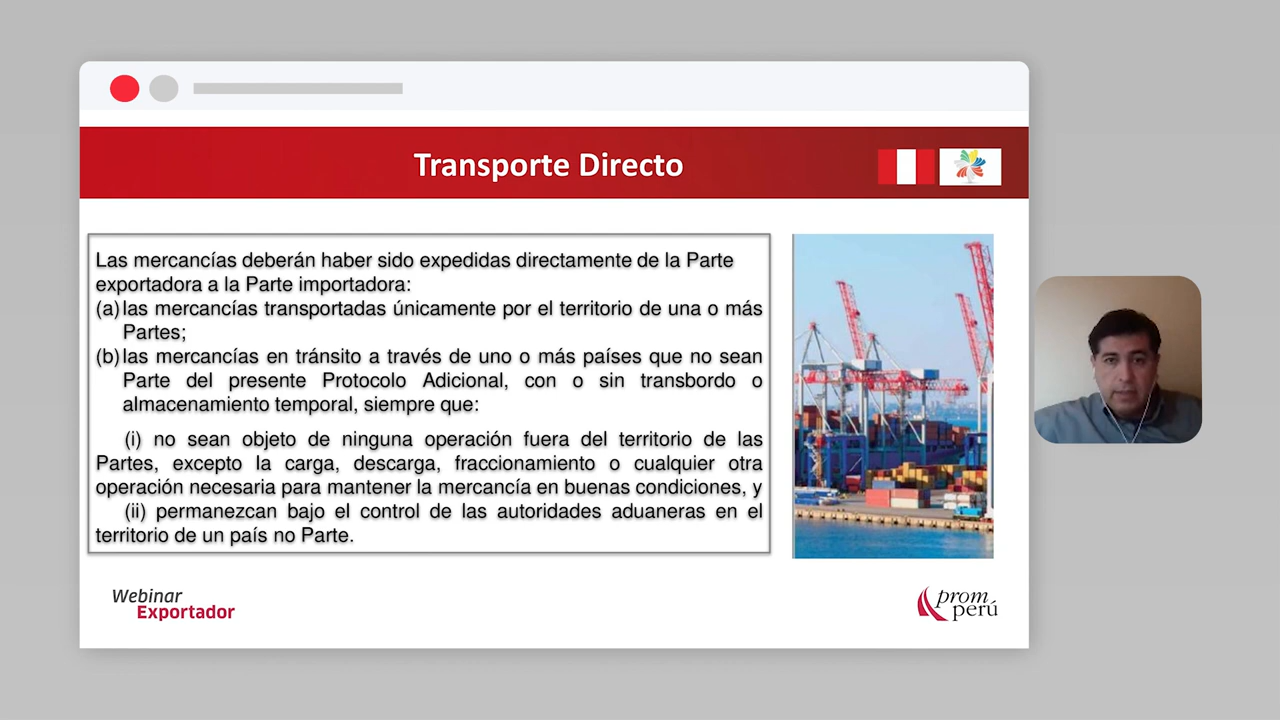 Transporte Directo
Las mercancías deberán haber sido expedidas directamente de la Parte
exportadora a la Parte importadora:
(a) las mercancías transportadas únicamente por el territorio de una o más
Partes;
(b) las mercancías en tránsito a través de uno o más países que no sean
Parte del presente Protocolo Adicional, con o sin transbordo o
almacenamiento temporal, siempre que:
(i) no sean objeto de ninguna operación fuera del territorio de las
Partes, excepto la carga, descarga, fraccionamiento o cualquier otra
operación necesaria para mantener la mercancía en buenas condiciones, y
(ii) permanezcan bajo el control de las autoridades aduaneras en el
territorio de un país no Parte.
Webinar
Exportador
prom
perú